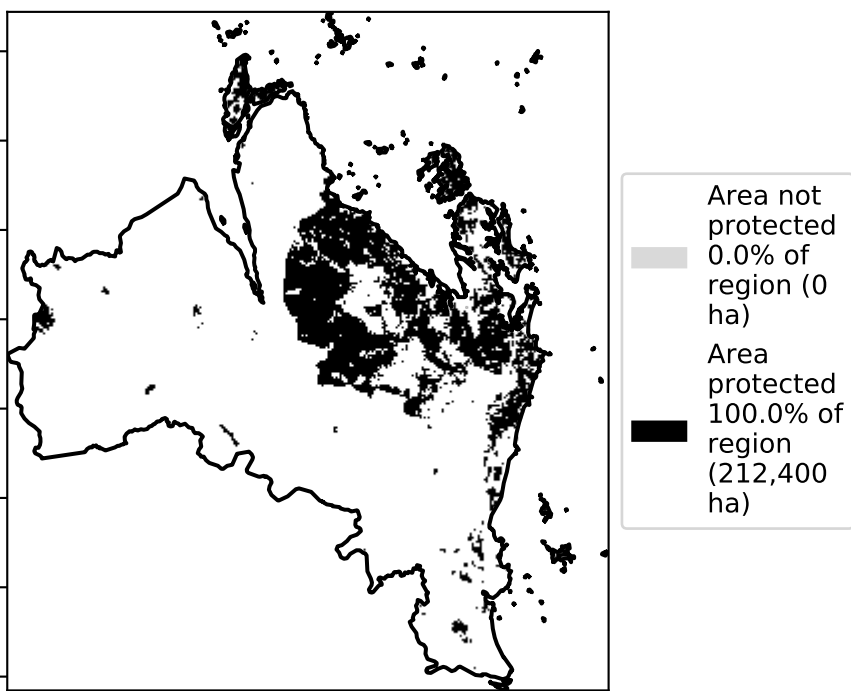 Area not
protected
0.0% of
region (0
ha)
Area
protected
100.0% of
region
(212,400
ha)